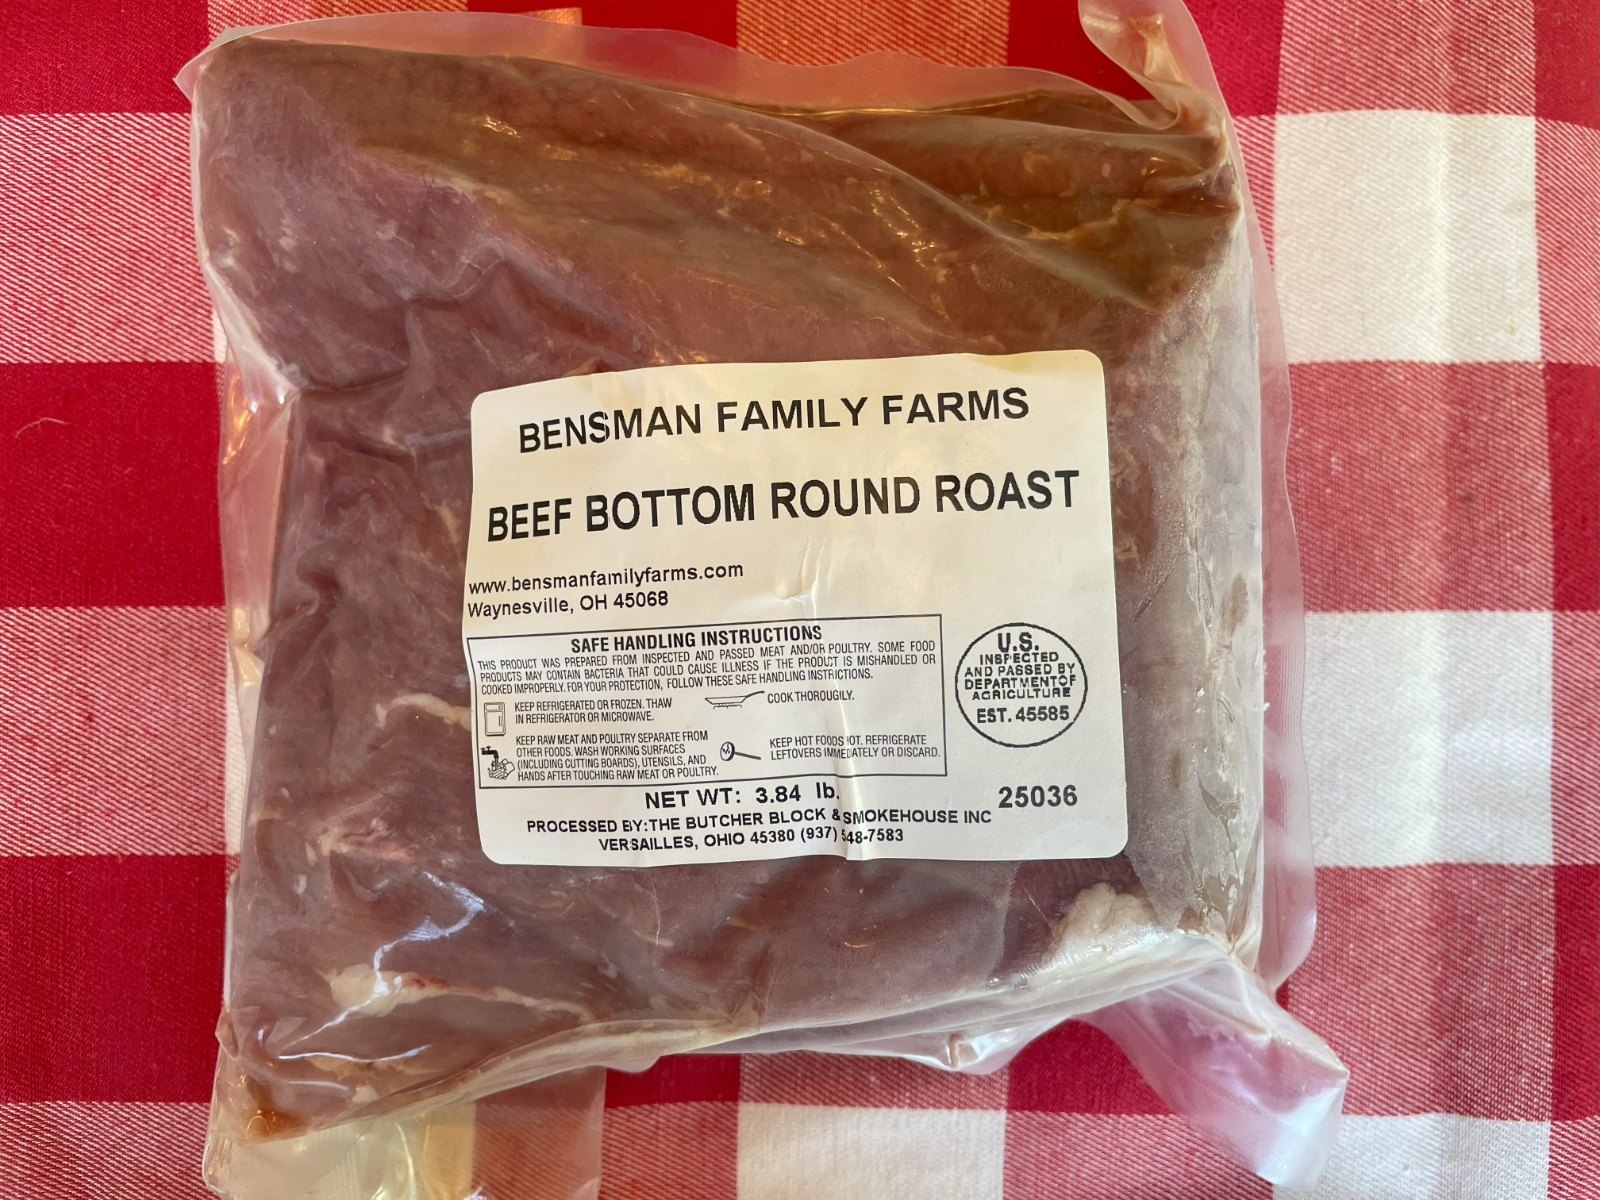 BENSMAN FAMILY FARMS
BEEF BOTTOM ROUND ROAST
www.bensmanfamilyfarms.com
Waynesville, OH 45068
SAFE HANDLING INSTRUCTIONS
THIS PRODUCT WAS PREPARED FROM INSPECTED AND PASSED MEAT AND/OR POULTRY. SOME FOOD
PRODUCTS MAY CONTAIN BACTERIA THAT COULD CAUSE ILLNESS IF THE PRODUCT IS MISHANDLED OR
COOKED IMPROPERLY. FOR YOUR PROTECTION, FOLLOW THESE SAFE HANDLING INSTRICTIONS.
KEEP REFRIGERATED OR FROZEN. THAW
IN REFRIGERATOR OR MICROWAVE.
COOK THOROUGILY.
KEEP RAW MEAT AND POULTRY SEPARATE FROM
OTHER FOODS. WASH WORKING SURFACES
(INCLUDING CUTTING BOARDS), UTENSILS, AND
HANDS AFTER TOUCHING RAW MEAT OR POULTRY.
KEEP HOT FOODS HOT. REFRIGERATE
LEFTOVERS IMMEDIATELY OR DISCARD.
U.S.
INSPECTED
AND PASSED BY
DEPARTMENT OF
AGRICULTURE
EST. 45585
NET WT: 3.84 lb.
25036
PROCESSED BY:THE BUTCHER BLOCK & SMOKEHOUSE INC
VERSAILLES, OHIO 45380 (937) 548-7583